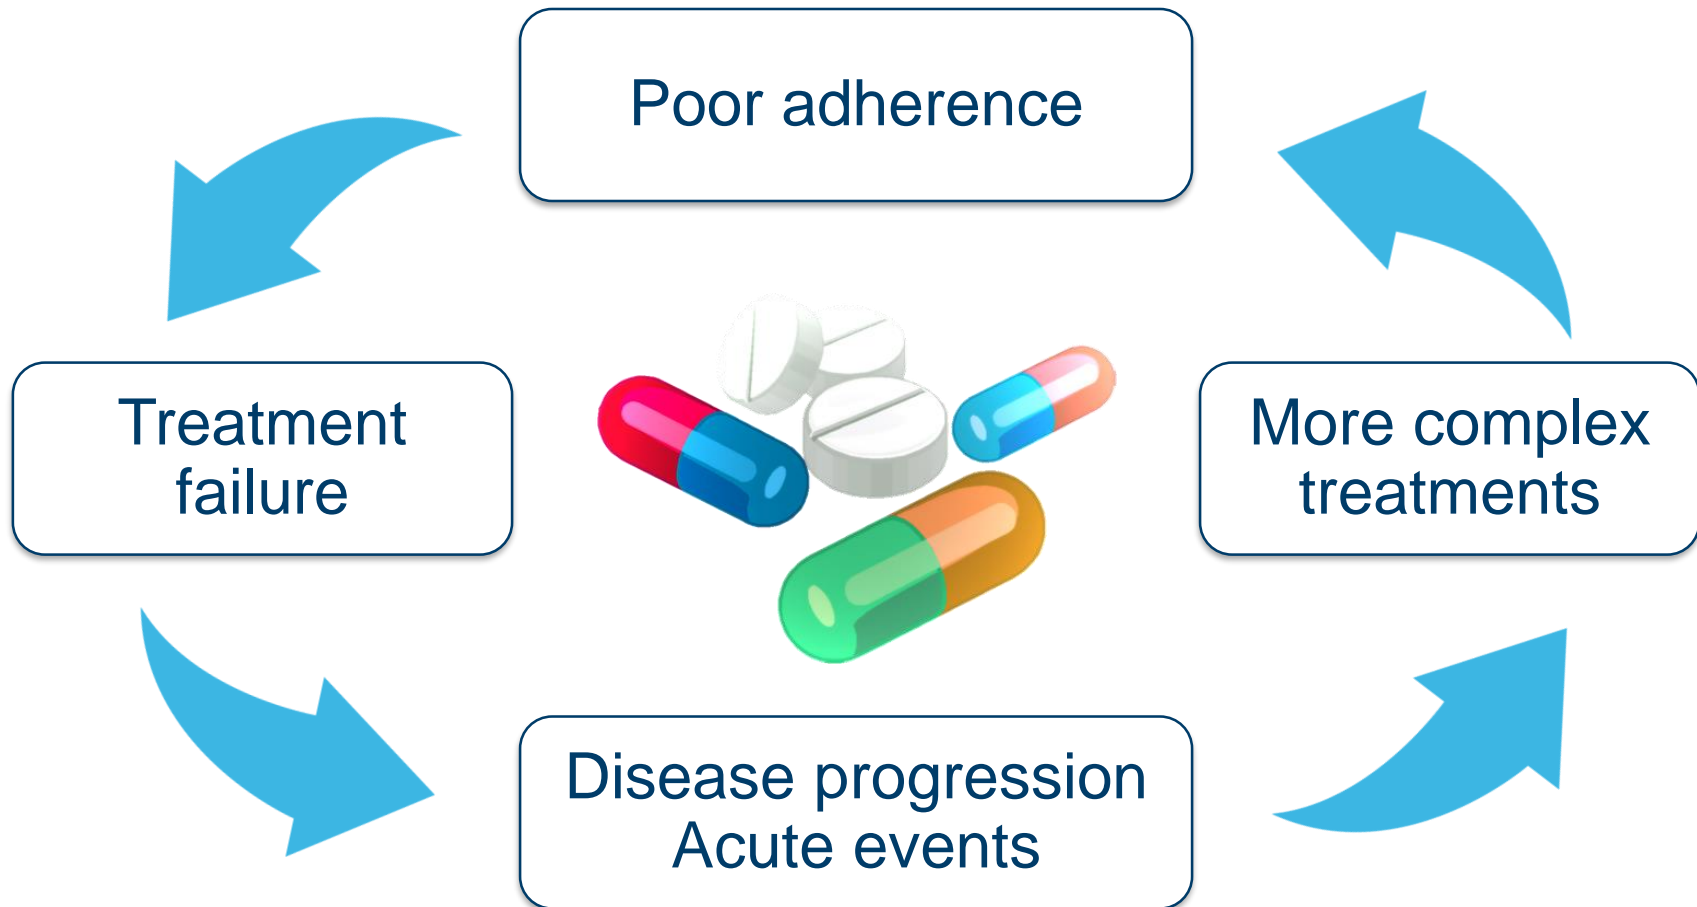 Poor adherence
Treatment
failure
More complex
treatments
Disease progression
Acute events